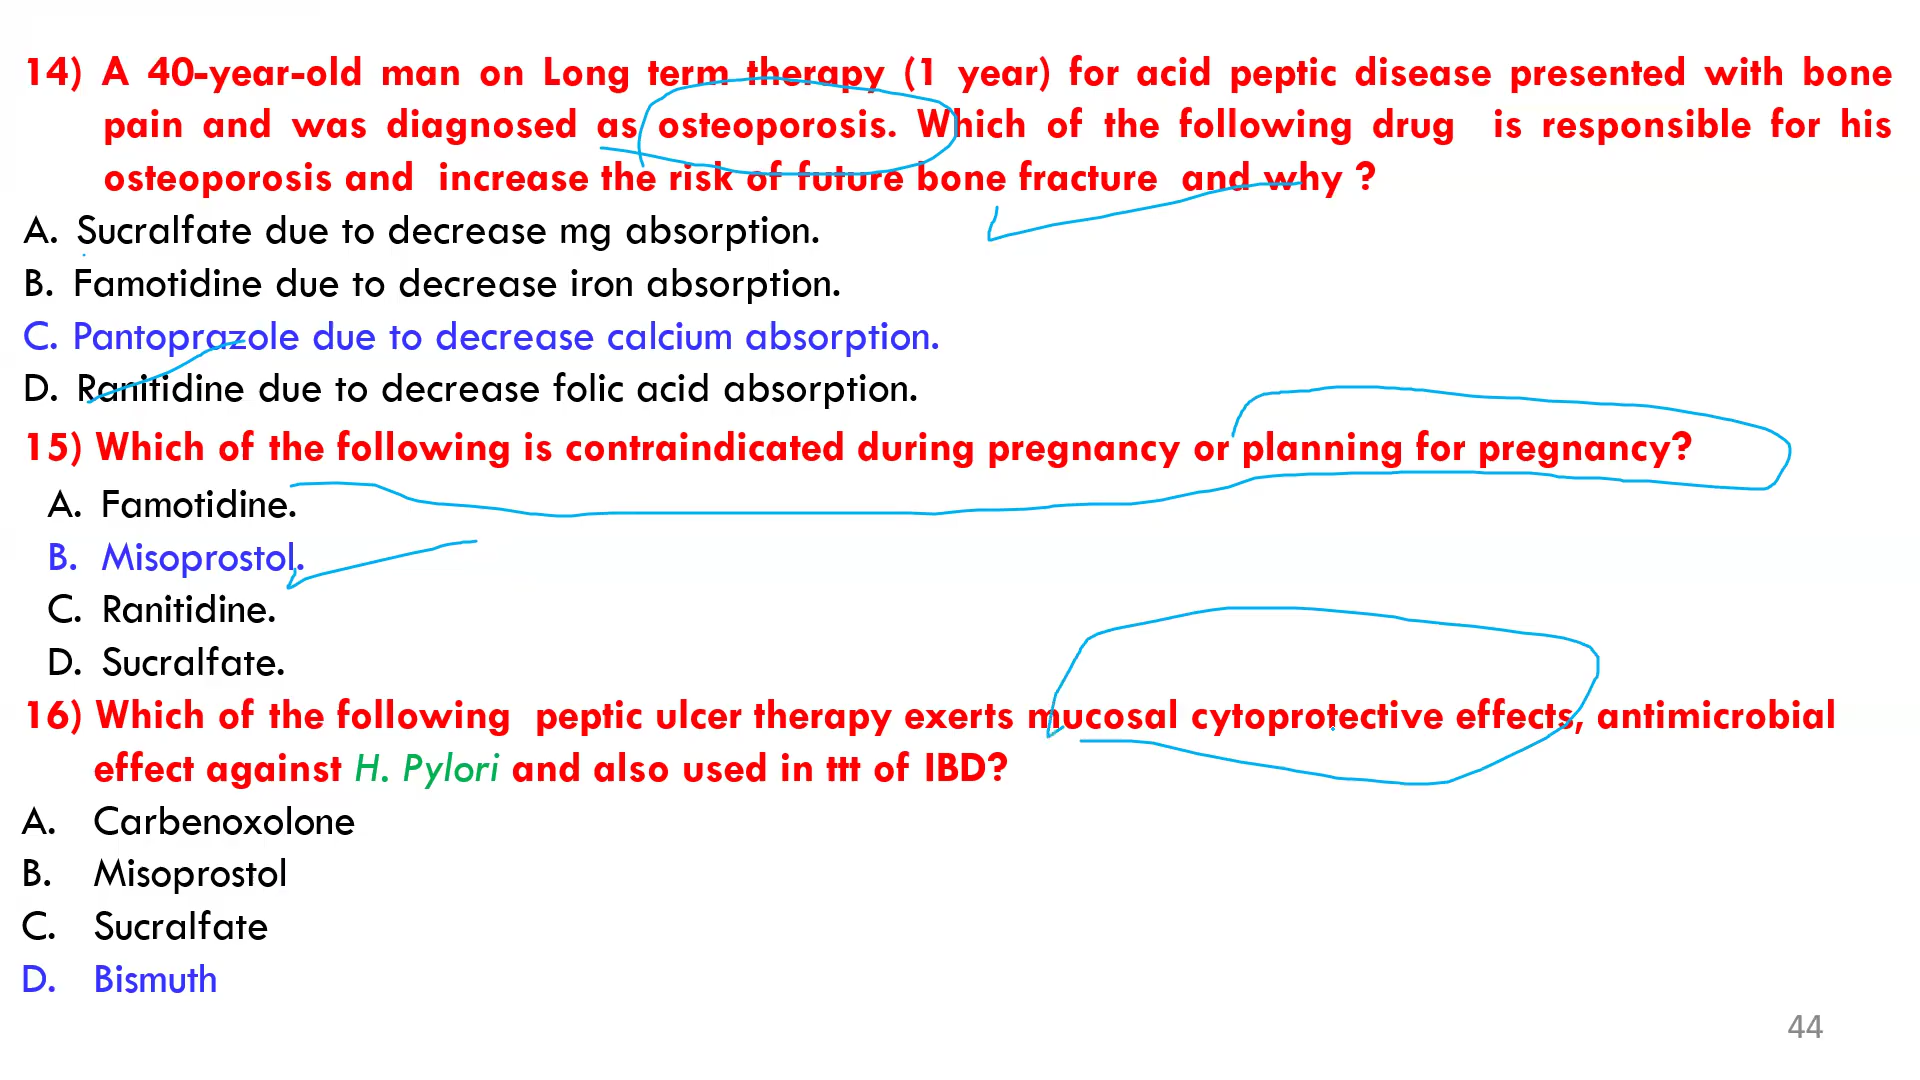 14) A 40-year-old man on Long term therapy (1 year) for acid peptic disease presented with bone
pain and was diagnosed as osteoporosis. Which of the following drug is responsible for his
osteoporosis and increase the risk of future bone fracture and why ?
A. Sucralfate due to decrease mg absorption.
B. Famotidine due to decrease iron absorption.
C. Pantoprazole due to decrease calcium absorption.
D. Ranitidine due to decrease folic acid absorption.
15) Which of the following is contraindicated during pregnancy or planning for pregnancy?
A. Famotidine.
B. Misoprostol.
C. Ranitidine.
D. Sucralfate.
16) Which of the following peptic ulcer therapy exerts mucosal cytoprotective effects, antimicrobial
effect against H. Pylori and also used in ttt of IBD?
A. Carbenoxolone
B. Misoprostol
C. Sucralfate
D. Bismuth
44